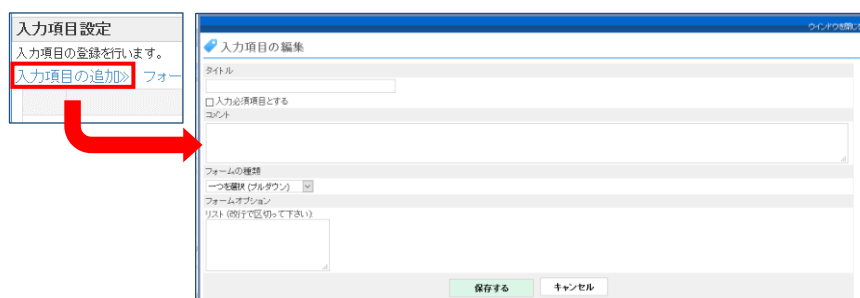 入力項目設定
入力項目の登録を行います。
入力項目の追加≫ フォー
ウインドウを閉じ
入力項目の編集
タイトル
入力必須項目とする
コメント
フォームの種類
一つを選択 (プルダウン)
フォームオプション
リスト (改行で区切って下さい)
保存する キャンセル